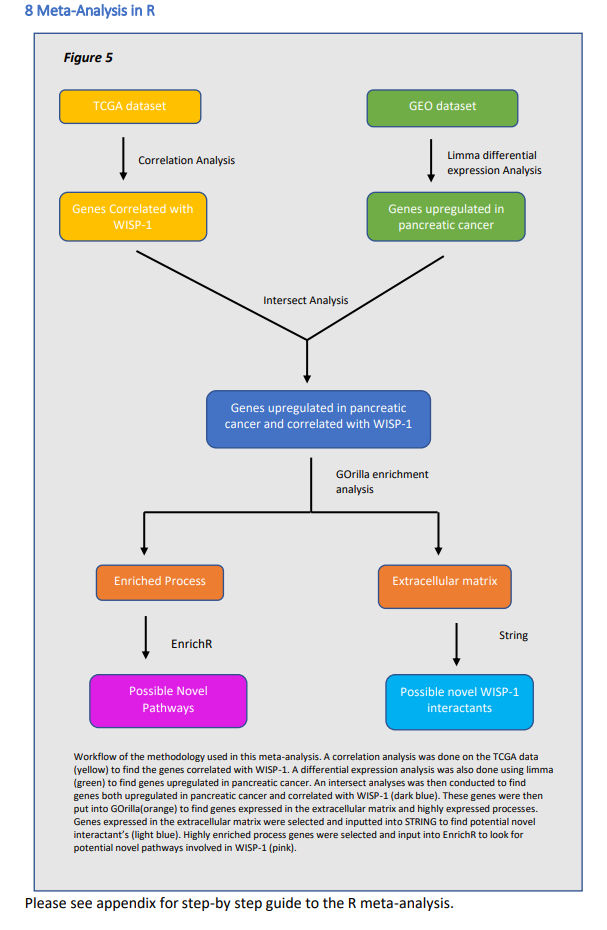 8 Meta-Analysis in R
Figure 5
TCGA dataset
GEO dataset
Correlation Analysis
Limma differential
expression Analysis
Genes Correlated with
WISP-1
Genes upregulated in
pancreatic cancer
Intersect Analysis
Genes upregulated in pancreatic
cancer and correlated with WISP-1
GOrilla enrichment
analysis
Enriched Process
Extracellular matrix
EnrichR
String
Possible Novel
Pathways
Possible novel WISP-1
interactants
Workflow of the methodology used in this meta-analysis. A correlation analysis was done on the TCGA data
(yellow) to find the genes correlated with WISP-1. A differential expression analysis was also done using limma
(green) to find genes upregulated in pancreatic cancer. An intersect analyses was then conducted to find
genes both upregulated in pancreatic cancer and correlated with WISP-1 (dark blue). These genes were then
put into GOrilla(orange) to find genes expressed in the extracellular matrix and highly expressed processes.
Genes expressed in the extracellular matrix were selected and inputted into STRING to find potential novel
interactant's (light blue). Highly enriched process genes were selected and input into EnrichR to look for
potential novel pathways involved in WISP-1 (pink).
Please see appendix for step-by step guide to the R meta-analysis.